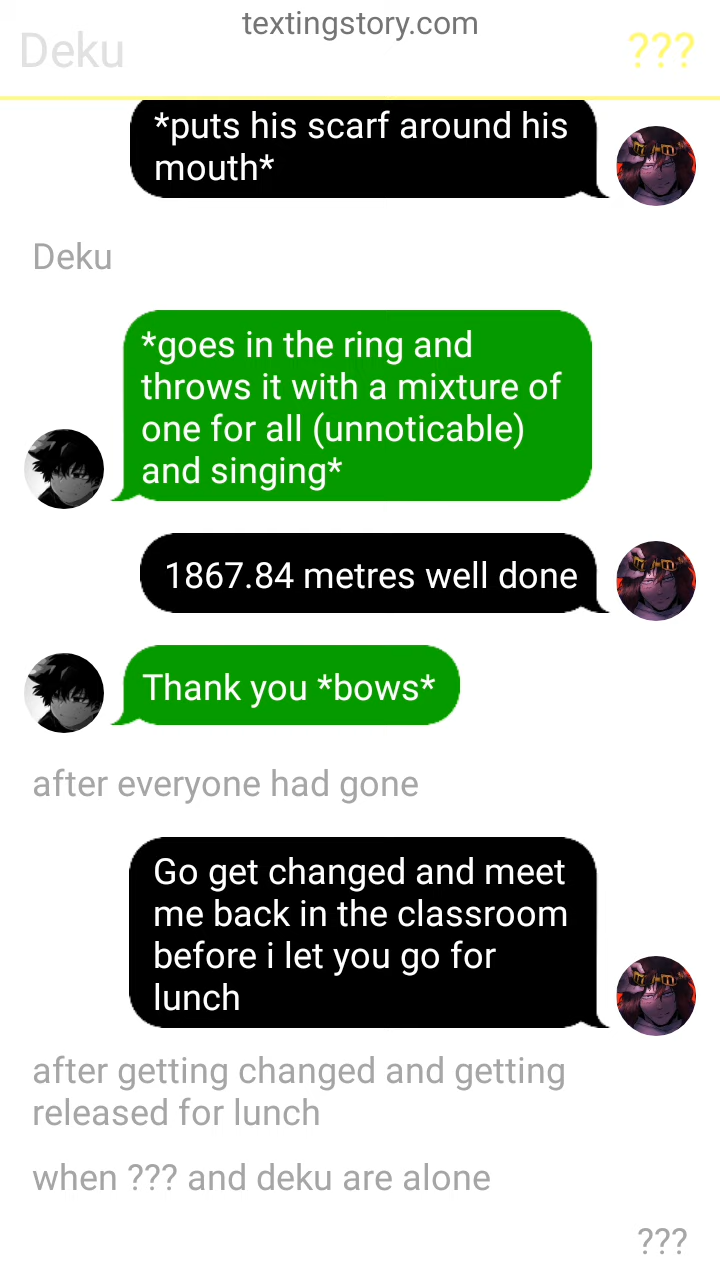 textingstory.com
Deku
???
*puts his scarf around his
mouth*
Deku
*goes in the ring and
throws it with a mixture of
one for all (unnoticable)
and singing*
1867.84 metres well done
Thank you *bows*
after everyone had gone
Go get changed and meet
me back in the classroom
before i let you go for
lunch
after getting changed and getting
released for lunch
when ??? and deku are alone
???